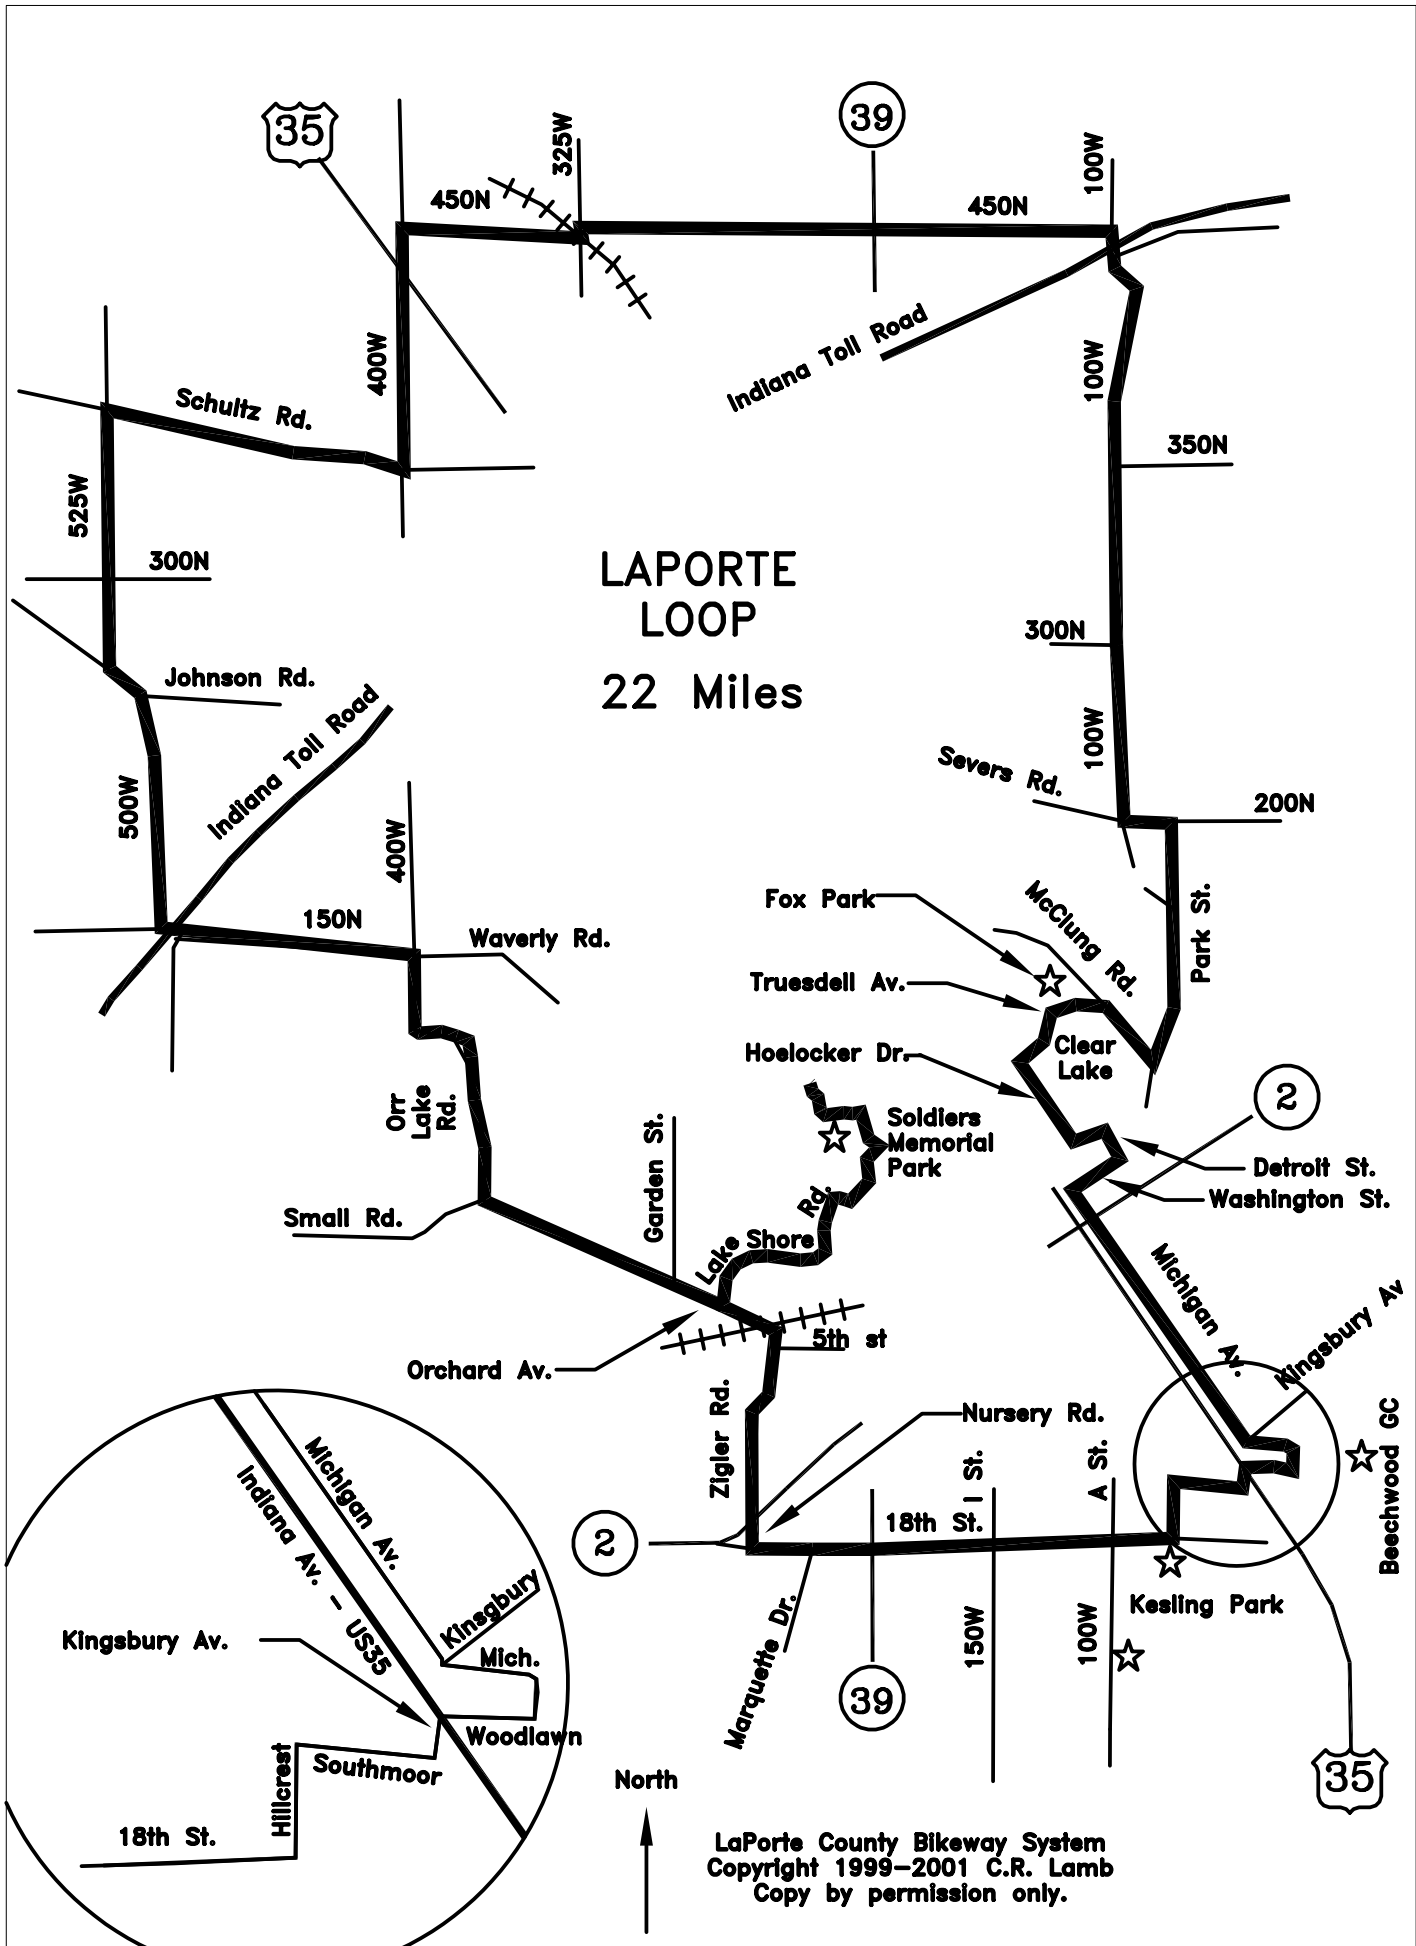 35
39
325W
100W
450N
450N
Indiana Toll Road
400W
100W
Schultz Rd.
350N
525W
300N
LAPORTE
LOOP
22 Miles
300N
Johnson Rd.
Indiana Toll Road
100W
Severs Rd.
500W
200N
400W
Fox Park
McClung Rd.
150N
Waverly Rd.
Park St.
Truesdell Av.
Clear
Lake
Hoelocker Dr.
2
Orr
Lake
Rd.
Soldiers
Memorial
Park
Garden St.
Detroit St.
Washington St.
Small Rd.
Lake Shore Rd.
Michigan Av.
Kingsbury Av
5th st
Orchard Av.
Zigler Rd.
Nursery Rd.
Beechwood GC
I St.
A St.
18th St.
2
Michigan Av.
Indiana Av. - US35
Kinsgbury
Kingsbury Av.
Mich.
Woodlawn
Southmoor
Hillcrest
18th St.
Marquette Dr.
39
150W
100W
Kesling Park
35
North
LaPorte County Bikeway System
Copyright 1999-2001 C.R. Lamb
Copy by permission only.